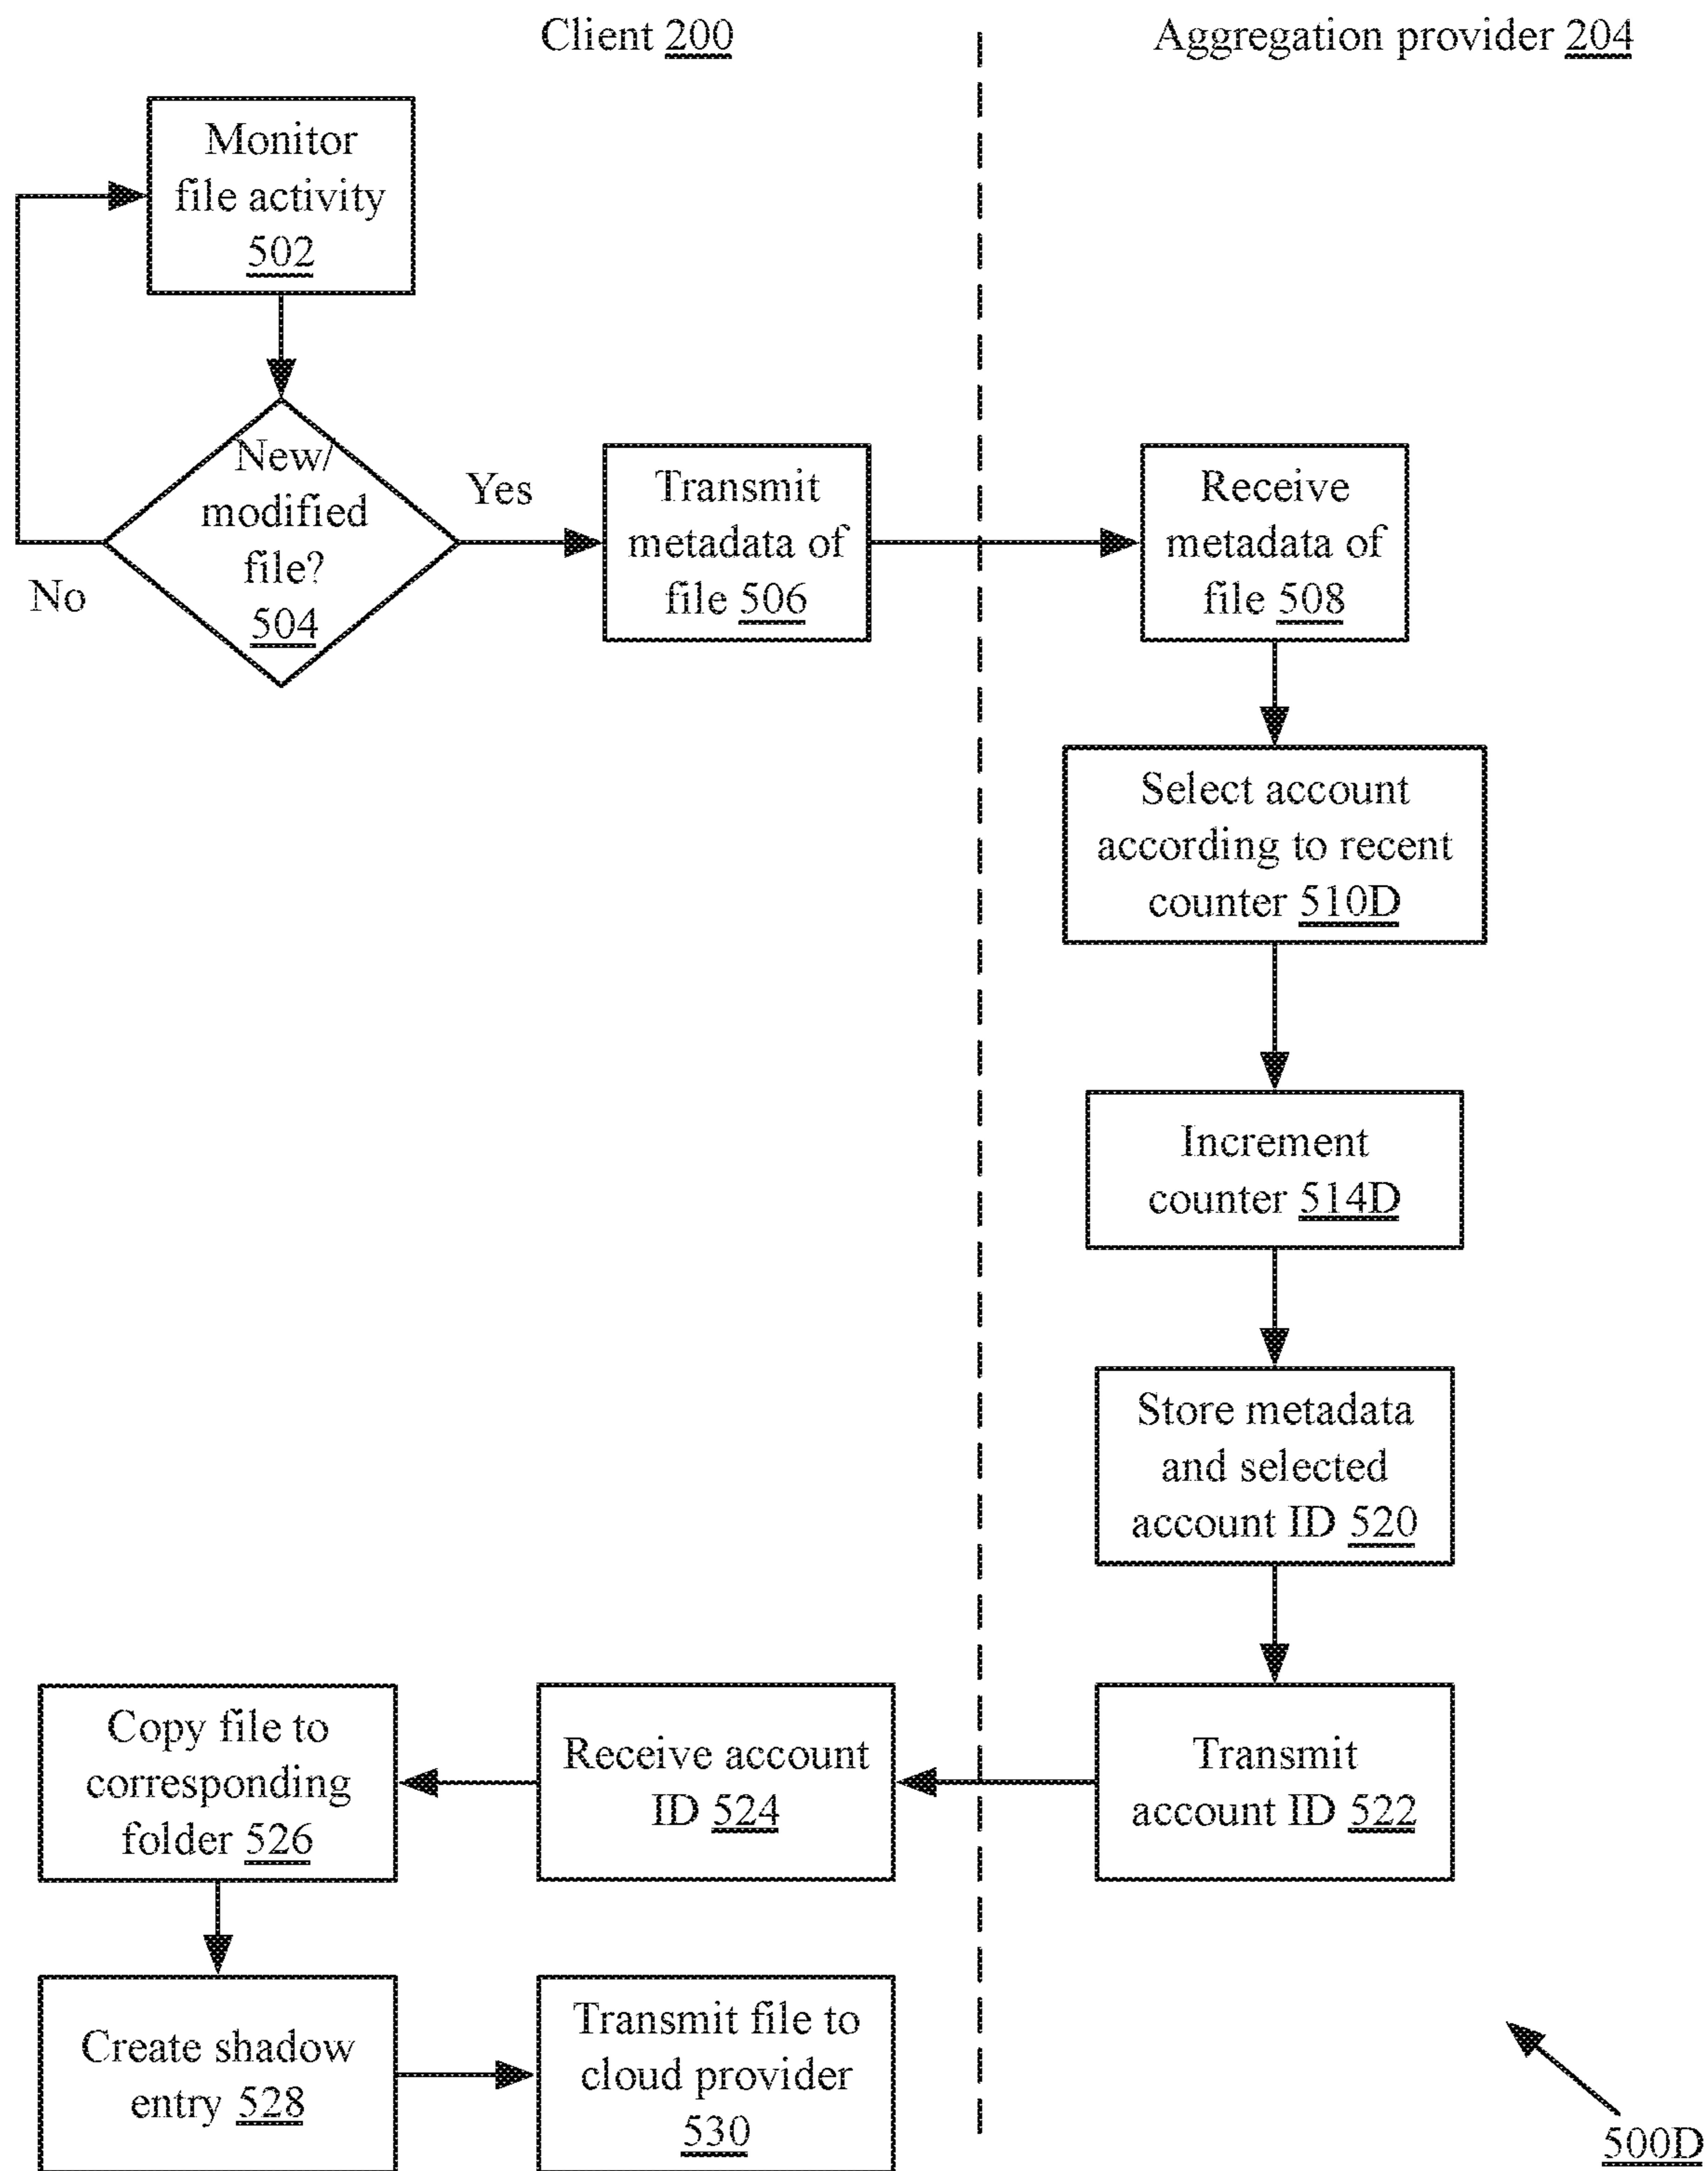 Client 200
Aggregation provider 204
Monitor
file activity
502
New/
modified
file?
504
Yes
No
Transmit
metadata of
file 506
Receive
metadata of
file 508
Select account
according to recent
counter 510D
Increment
counter 514D
Store metadata
and selected
account ID 520
Transmit
account ID 522
Receive account
ID 524
Copy file to
corresponding
folder 526
Create shadow
entry 528
Transmit file to
cloud provider
530
500D